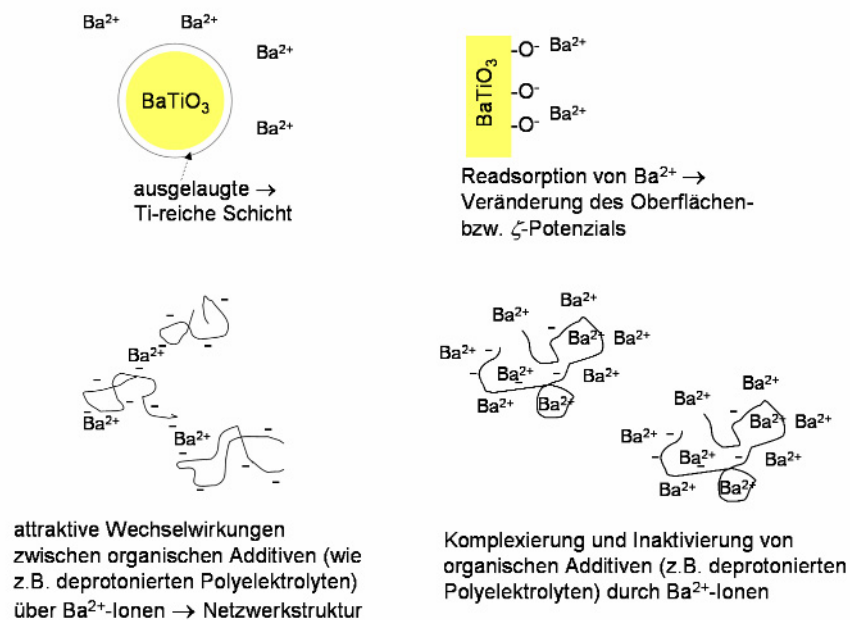 Ba²⁺ Ba²⁺
Ba²⁺
BaTiO₃
Ba²⁺
ausgelaugte →
Ti-reiche Schicht
-O⁻ Ba²⁺
-O⁻
-O⁻ Ba²⁺
BaTiO₃
Readsorption von Ba²⁺ →
Veränderung des Oberflächen-
bzw. ζ-Potenzials
Ba²⁺
Ba²⁺
Ba²⁺
attraktive Wechselwirkungen
zwischen organischen Additiven (wie
z.B. deprotonierten Polyelektrolyten)
über Ba²⁺-Ionen → Netzwerkstruktur
Ba²⁺
Ba²⁺
Ba²⁺ Ba²⁺
Ba²⁺
Ba²⁺ Ba²⁺
Ba²⁺ Ba²⁺
Ba²⁺
Ba²⁺
Ba²⁺ Ba²⁺
Ba²⁺
Ba²⁺ Ba²⁺
Ba²⁺ Ba²⁺
Komplexierung und Inaktivierung von
organischen Additiven (z.B. deprotonierten
Polyelektrolyten) durch Ba²⁺-Ionen